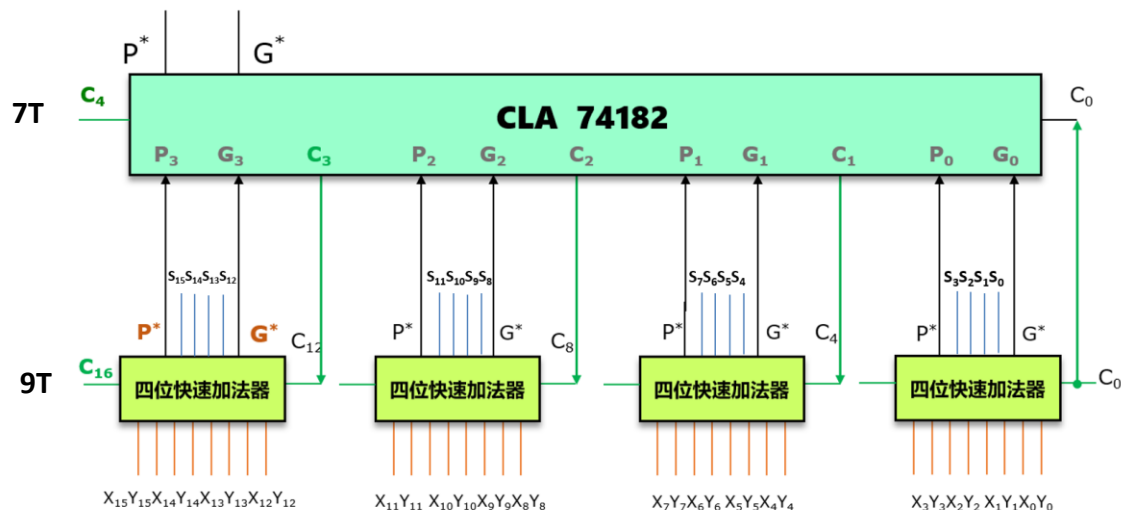 P* G*
7T C₄ CLA 74182 C₀
P₃ G₃ C₃ P₂ G₂ C₂ P₁ G₁ C₁ P₀ G₀
S₁₅S₁₄S₁₃S₁₂ S₁₁S₁₀S₉S₈ S₇S₆S₅S₄ S₃S₂S₁S₀
P* G* C₁₂ P* G* C₈ P* G* C₄ P* G*
9T C₁₆ 四位快速加法器 四位快速加法器 四位快速加法器 四位快速加法器 C₀
X₁₅Y₁₅X₁₄Y₁₄X₁₃Y₁₃X₁₂Y₁₂ X₁₁Y₁₁ X₁₀Y₁₀X₉Y₉X₈Y₈ X₇Y₇X₆Y₆ X₅Y₅X₄Y₄ X₃Y₃X₂Y₂ X₁Y₁X₀Y₀